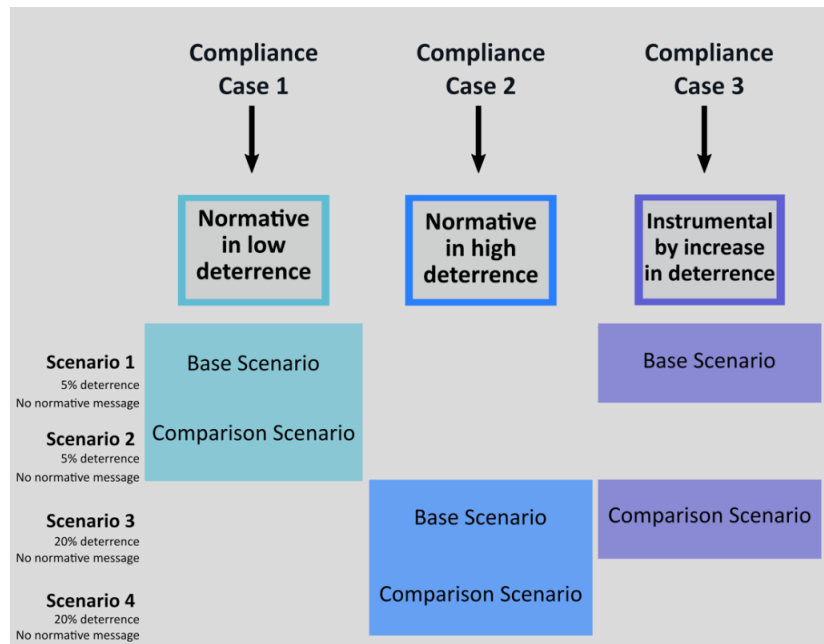 Compliance
Case 1
Compliance
Case 2
Compliance
Case 3
Normative
in low
deterrence
Normative
in high
deterrence
Instrumental
by increase
in deterrence
Scenario 1
5% deterrence
No normative message
Base Scenario
Base Scenario
Scenario 2
5% deterrence
No normative message
Comparison Scenario
Scenario 3
20% deterrence
No normative message
Base Scenario
Comparison Scenario
Scenario 4
20% deterrence
No normative message
Comparison Scenario